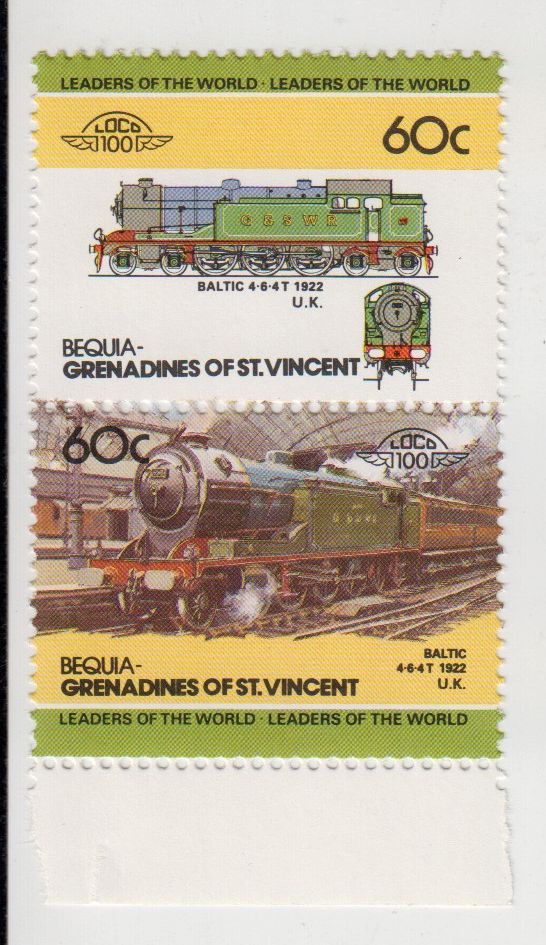 LEADERS OF THE WORLD · LEADERS OF THE WORLD
LOCO
100
60c
G & S W R
BALTIC 4·6·4T 1922
U.K.
BEQUIA-
GRENADINES OF ST. VINCENT
60c
LOCO
100
BALTIC
4·6·4T 1922
U.K.
BEQUIA-
GRENADINES OF ST. VINCENT
LEADERS OF THE WORLD · LEADERS OF THE WORLD